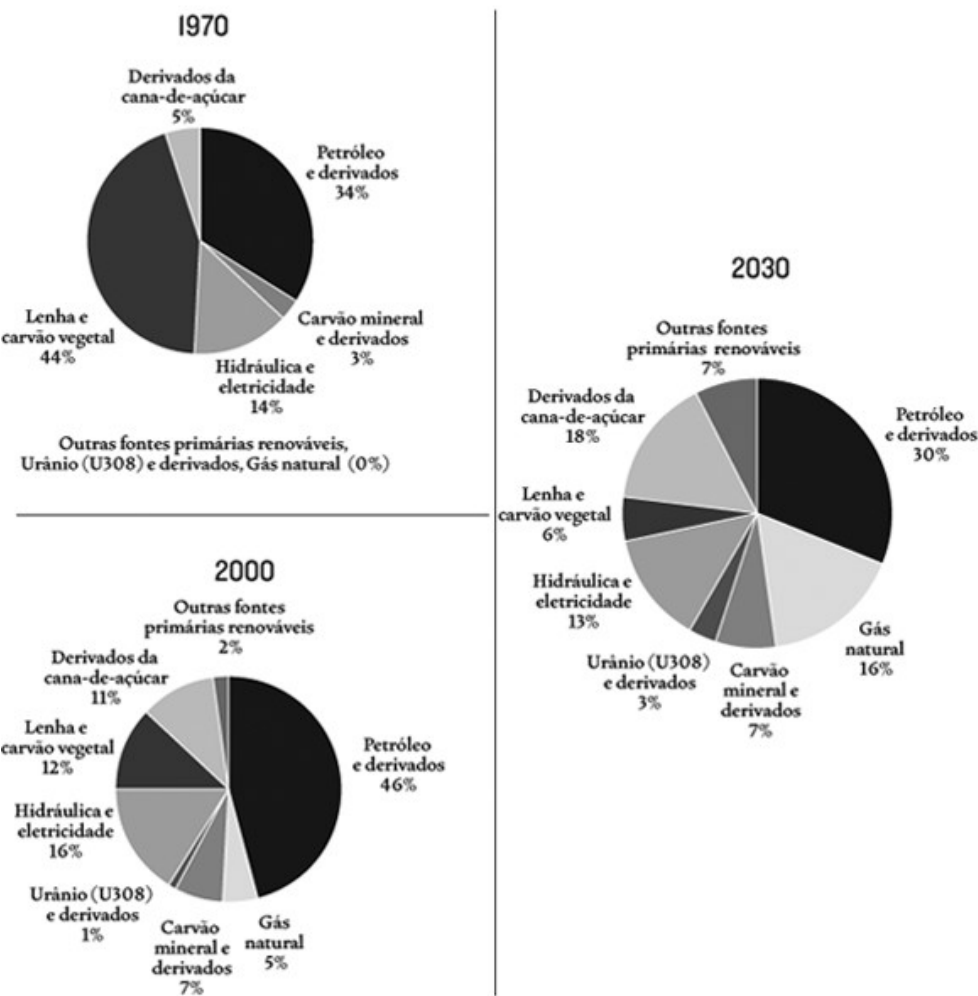 1970
Derivados da
cana-de-açúcar
5%
Petróleo
e derivados
34%
Lenha e
carvão vegetal
44%
Carvão mineral
e derivados
3%
Hidráulica e
eletricidade
14%
Outras fontes primárias renováveis,
Urânio (U308) e derivados, Gás natural (0%)
2000
Outras fontes
primárias renováveis
2%
Derivados da
cana-de-açúcar
11%
Lenha e
carvão vegetal
12%
Petróleo
e derivados
46%
Hidráulica e
eletricidade
16%
Urânio (U308)
e derivados
1%
Carvão
mineral e
derivados
7%
Gás
natural
5%
2030
Outras fontes
primárias renováveis
7%
Derivados da
cana-de-açúcar
18%
Petróleo
e derivados
30%
Lenha e
carvão vegetal
6%
Hidráulica e
eletricidade
13%
Urânio (U308)
e derivados
3%
Carvão
mineral e
derivados
7%
Gás
natural
16%